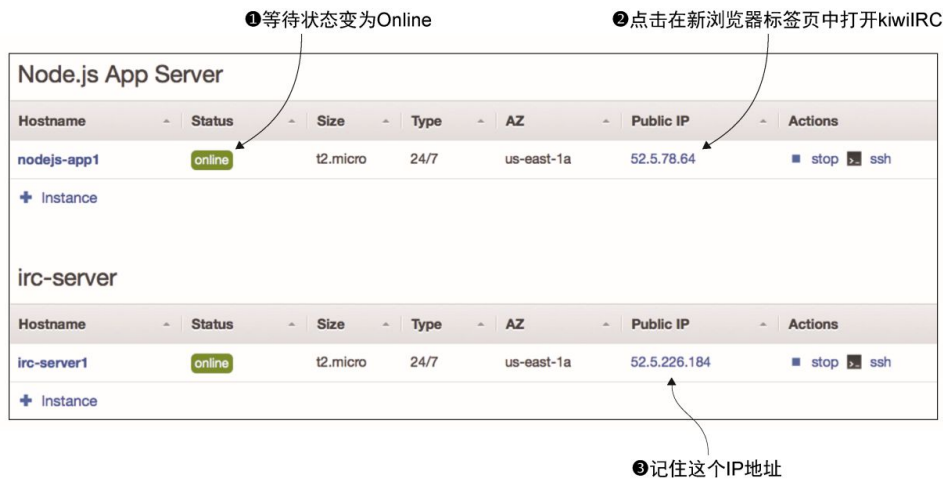 ❶等待状态变为Online ❷点击在新浏览器标签页中打开kiwiIRC
Node.js App Server
Hostname Status Size Type AZ Public IP Actions
nodejs-app1 online t2.micro 24/7 us-east-1a 52.5.78.64 stop ssh
Instance
irc-server
Hostname Status Size Type AZ Public IP Actions
irc-server1 online t2.micro 24/7 us-east-1a 52.5.226.184 stop ssh
Instance
❸记住这个IP地址